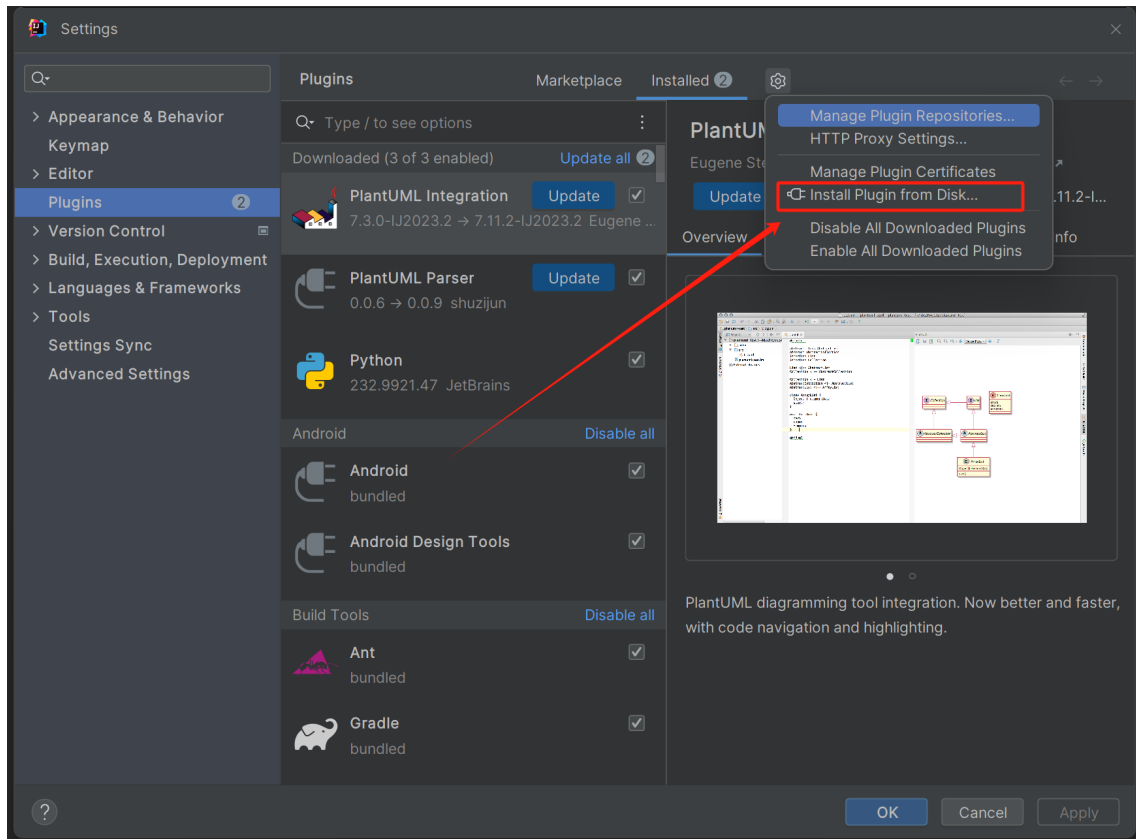 Settings
Plugins
Marketplace
Installed 2
Appearance & Behavior
Keymap
Editor
Plugins 2
Version Control
Build, Execution, Deployment
Languages & Frameworks
Tools
Settings Sync
Advanced Settings
Type / to see options
Downloaded (3 of 3 enabled) Update all 2
PlantUML Integration Update
7.3.0-IJ2023.2 → 7.11.2-IJ2023.2 Eugene ...
PlantUML Parser Update
0.0.6 → 0.0.9 shuzijun
Python
232.9921.47 JetBrains
Android Disable all
Android
bundled
Android Design Tools
bundled
Build Tools Disable all
Ant
bundled
Gradle
bundled
Manage Plugin Repositories...
HTTP Proxy Settings...
Manage Plugin Certificates
Install Plugin from Disk...
Disable All Downloaded Plugins
Enable All Downloaded Plugins
PlantUM
Eugene Ste
Update .11.2-I...
Overview nfo
PlantUML diagramming tool integration. Now better and faster,
with code navigation and highlighting.
?
OK
Cancel
Apply